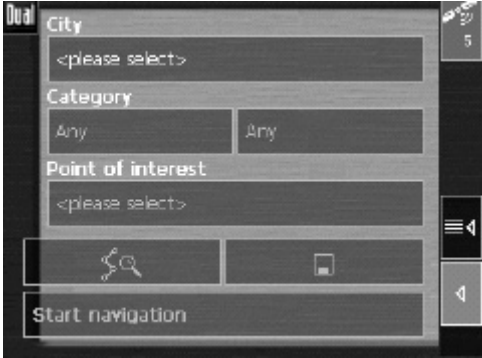 Dual
City
5
<please select>
Category
Any
Any
Point of interest
<please select>
Start navigation